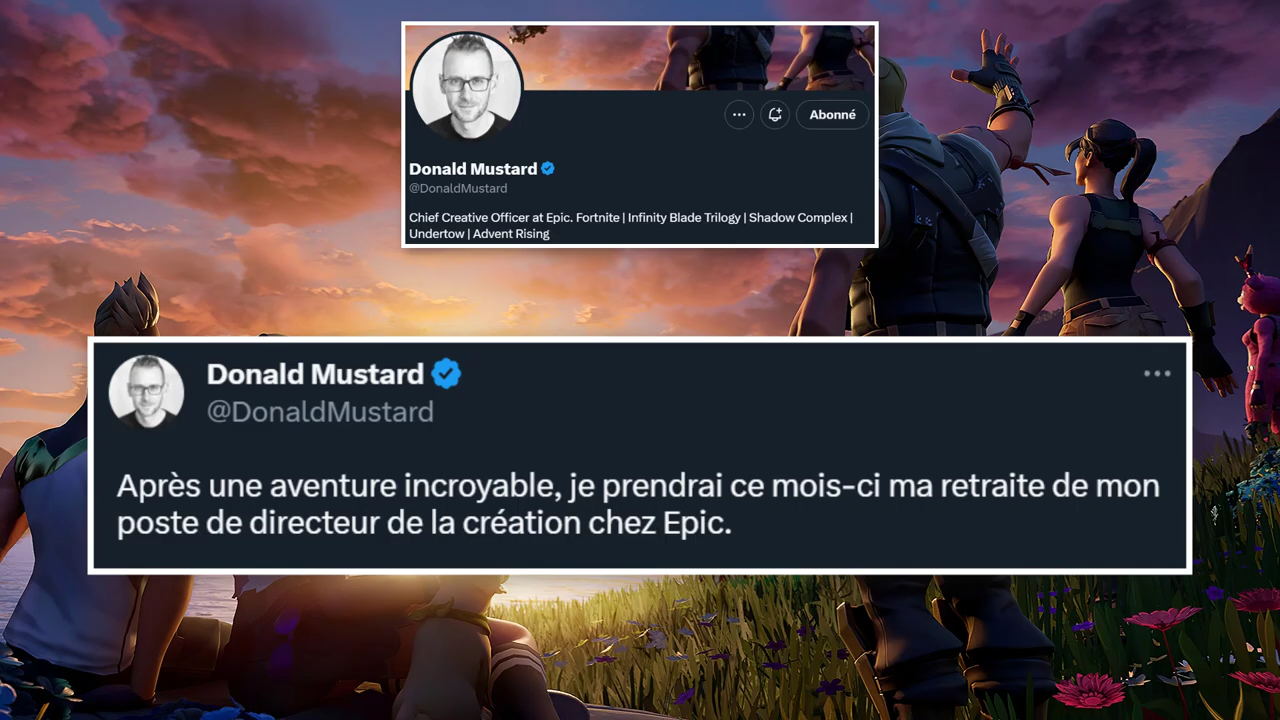 Abonné
Donald Mustard
@DonaldMustard
Chief Creative Officer at Epic. Fortnite | Infinity Blade Trilogy | Shadow Complex |
Undertow | Advent Rising
Donald Mustard
@DonaldMustard
Après une aventure incroyable, je prendrai ce mois-ci ma retraite de mon
poste de directeur de la création chez Epic.